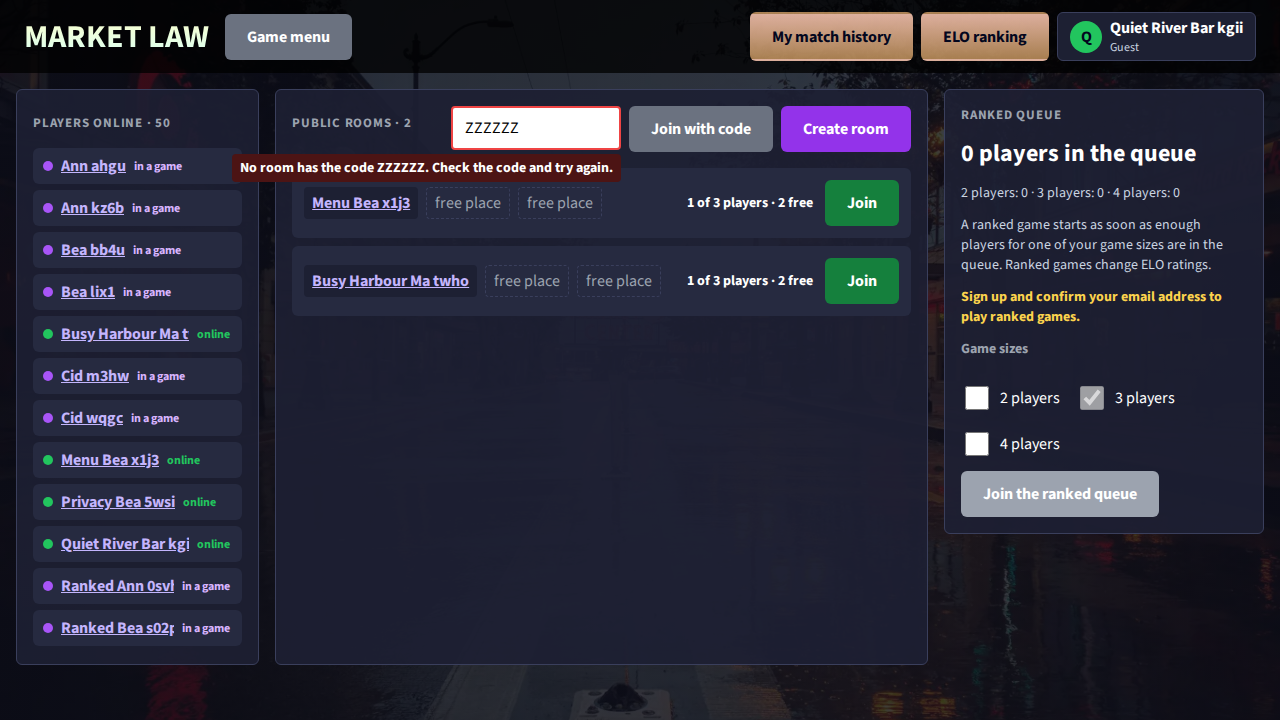 MARKET LAW
Game menu
My match history
ELO ranking
Q
Quiet River Bar kgii
Guest
PLAYERS ONLINE · 50
Ann ahgu in a game
Ann kz6b in a game
Bea bb4u in a game
Bea lix1 in a game
Busy Harbour Ma t online
Cid m3hw in a game
Cid wqgc in a game
Menu Bea x1j3 online
Privacy Bea 5wsi online
Quiet River Bar kgi online
Ranked Ann 0svl in a game
Ranked Bea s02p in a game
PUBLIC ROOMS · 2
ZZZZZZ
Join with code
Create room
No room has the code ZZZZZZ. Check the code and try again.
Menu Bea x1j3 free place free place 1 of 3 players · 2 free Join
Busy Harbour Ma twho free place free place 1 of 3 players · 2 free Join
RANKED QUEUE
0 players in the queue
2 players: 0 · 3 players: 0 · 4 players: 0
A ranked game starts as soon as enough
players for one of your game sizes are in the
queue. Ranked games change ELO ratings.
Sign up and confirm your email address to
play ranked games.
Game sizes
2 players 3 players
4 players
Join the ranked queue